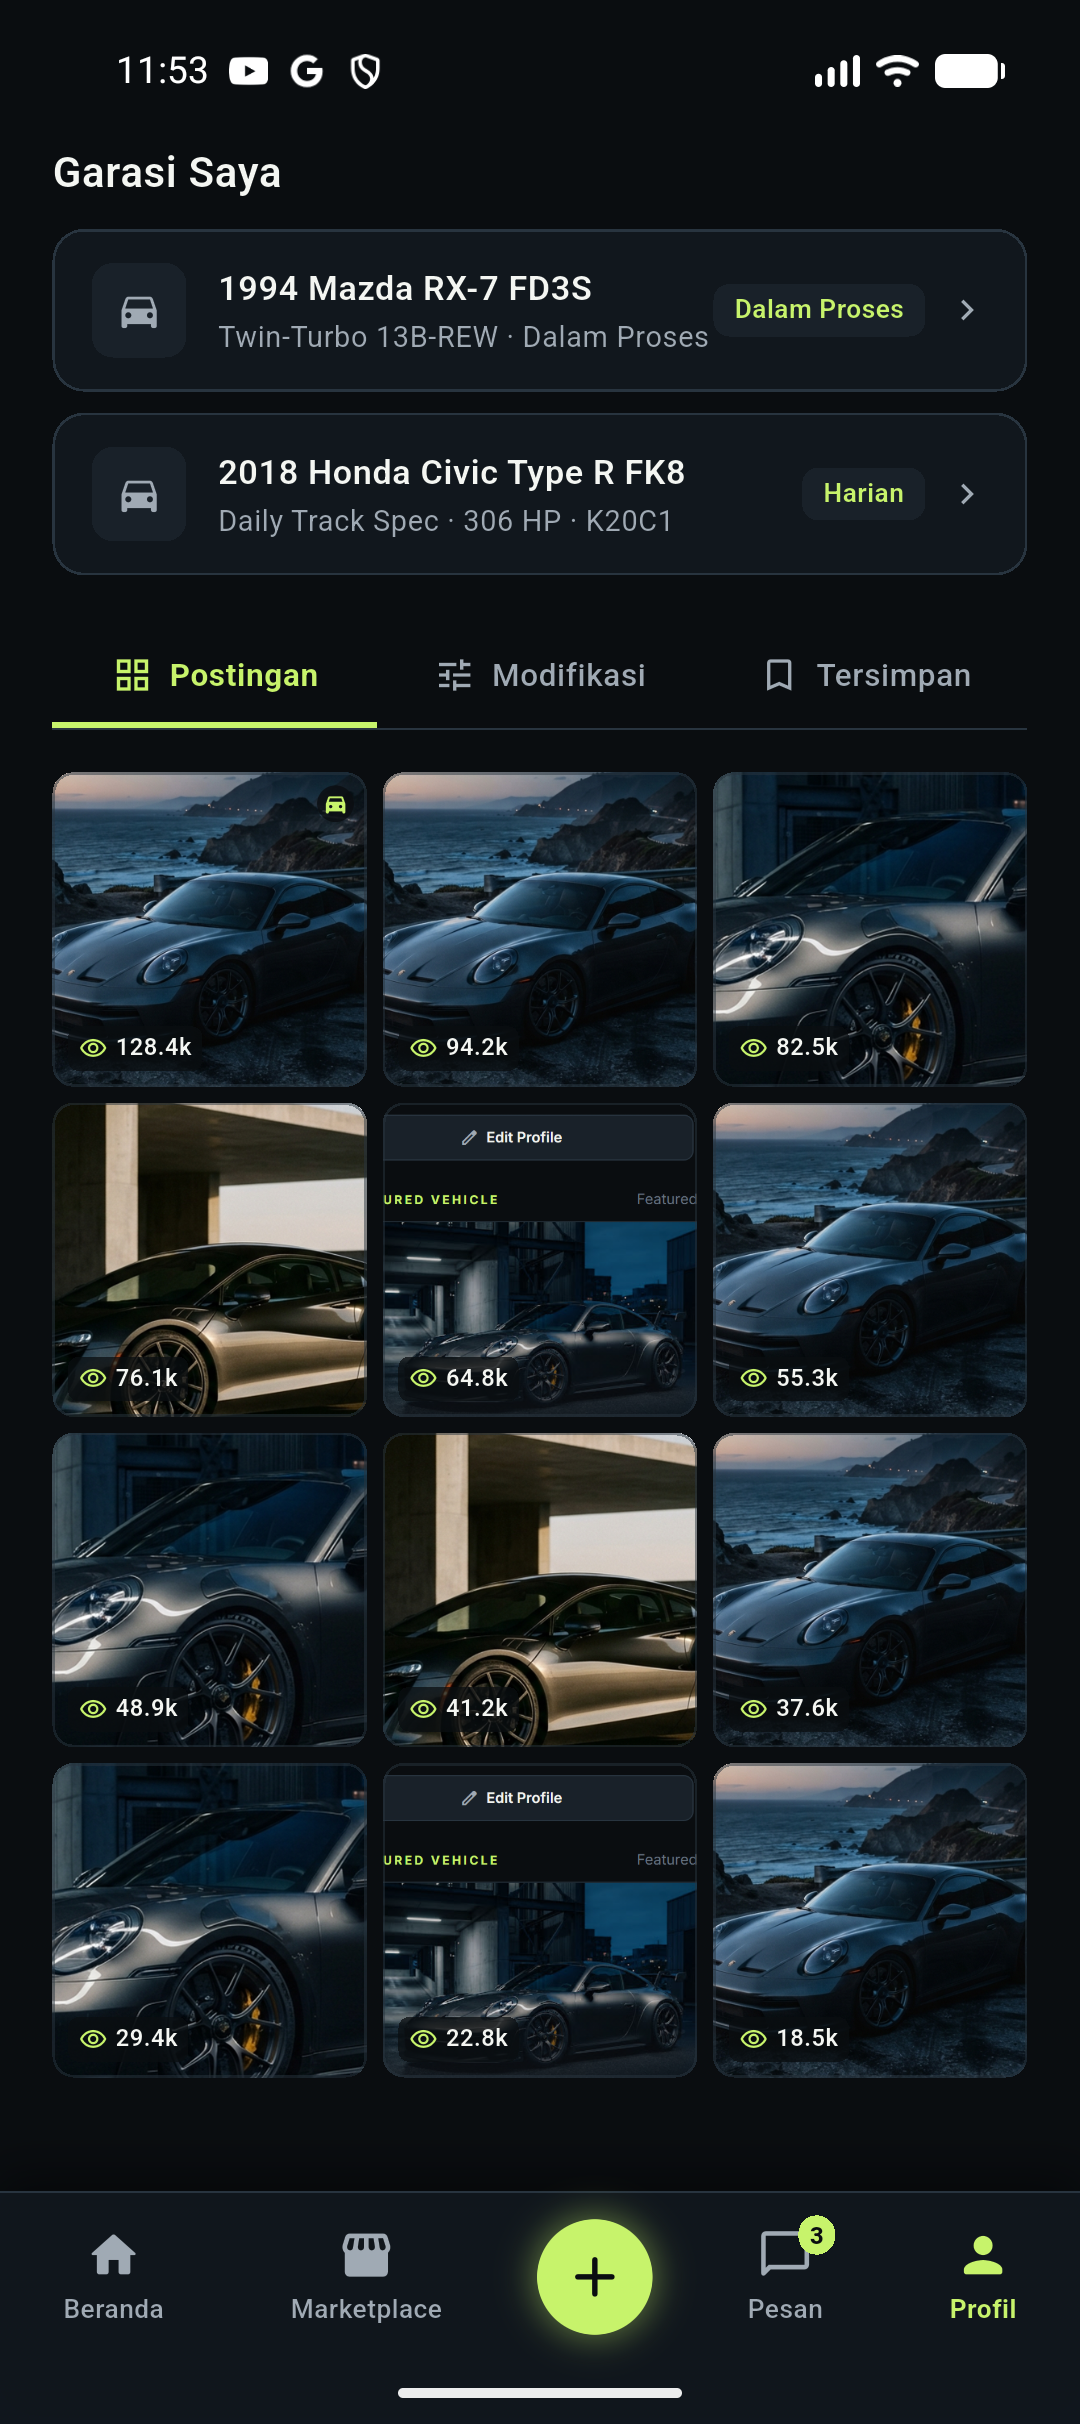 11:53
Garasi Saya
1994 Mazda RX-7 FD3S
Twin-Turbo 13B-REW · Dalam Proses
Dalam Proses
2018 Honda Civic Type R FK8
Daily Track Spec · 306 HP · K20C1
Harian
Postingan
Modifikasi
Tersimpan
128.4k
94.2k
82.5k
76.1k
Edit Profile
URED VEHICLE
Featured
64.8k
55.3k
48.9k
41.2k
37.6k
29.4k
Edit Profile
URED VEHICLE
Featured
22.8k
18.5k
Beranda
Marketplace
3
Pesan
Profil